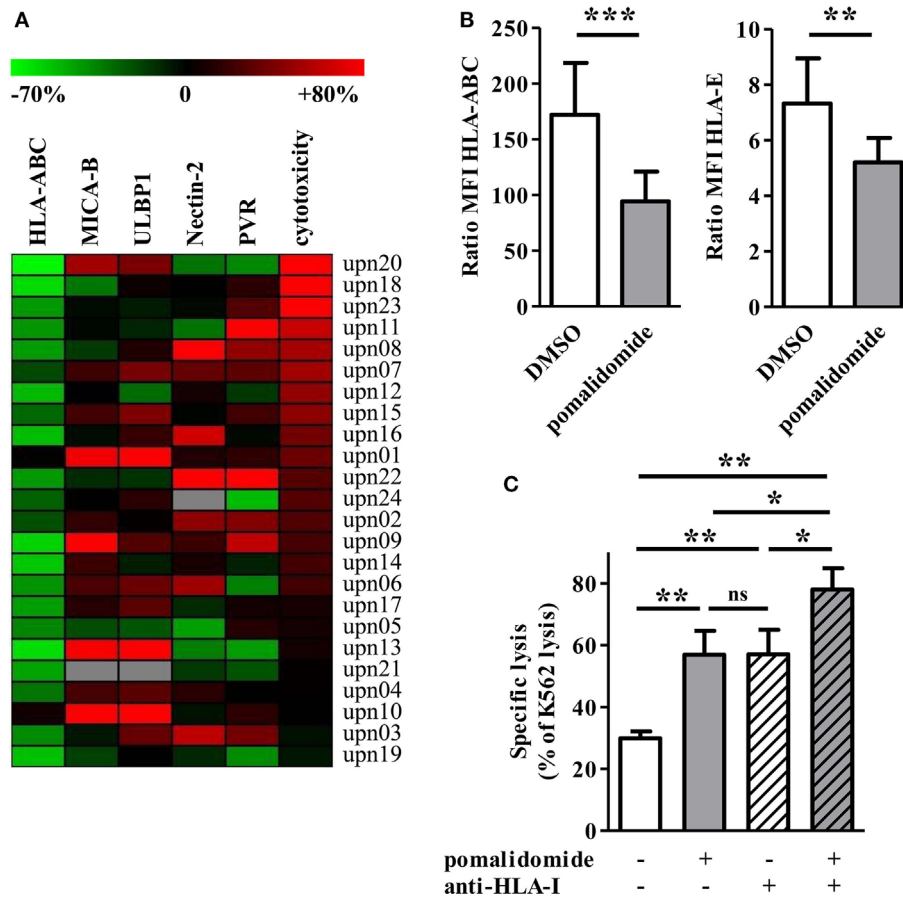 A
-70% 0 +80%
HLA-ABC MICA-B ULBP1 Nectin-2 PVR cytotoxicity
upn20
upn18
upn23
upn11
upn08
upn07
upn12
upn15
upn16
upn01
upn22
upn24
upn02
upn09
upn14
upn06
upn17
upn05
upn13
upn21
upn04
upn10
upn03
upn19
B
***
Ratio MFI HLA-ABC
250
200
150
100
50
0
DMSO pomalidomide
**
Ratio MFI HLA-E
10
8
6
4
2
0
DMSO pomalidomide
C
**
*
** *
** ns
Specific lysis
(% of K562 lysis)
80
60
40
20
0
pomalidomide - + - +
anti-HLA-I - - + +